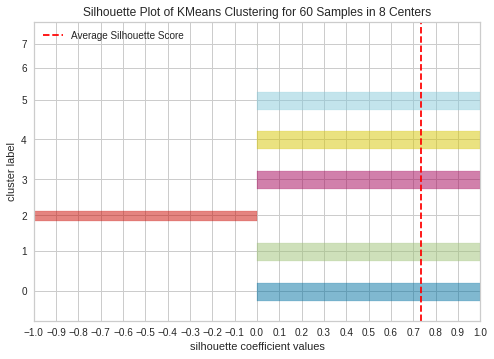 Silhouette Plot of KMeans Clustering for 60 Samples in 8 Centers
Average Silhouette Score
7
6
5
4
3
2
1
0
cluster label
−1.0 −0.9 −0.8 −0.7 −0.6 −0.5 −0.4 −0.3 −0.2 −0.1 0.0 0.1 0.2 0.3 0.4 0.5 0.6 0.7 0.8 0.9 1.0
silhouette coefficient values